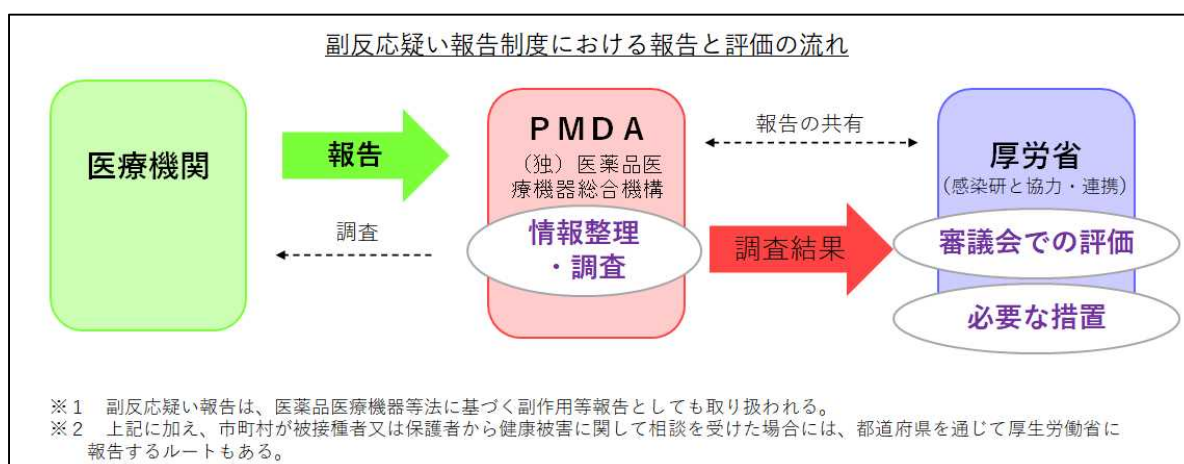 副反応疑い報告制度における報告と評価の流れ
医療機関
報告
調査
PMDA
（独）医薬品医
療機器総合機構
情報整理
・調査
報告の共有
調査結果
厚労省
(感染研と協力・連携)
審議会での評価
必要な措置
※１　副反応疑い報告は、医薬品医療機器等法に基づく副作用等報告としても取り扱われる。
※２　上記に加え、市町村が被接種者又は保護者から健康被害に関して相談を受けた場合には、都道府県を通じて厚生労働省に
報告するルートもある。